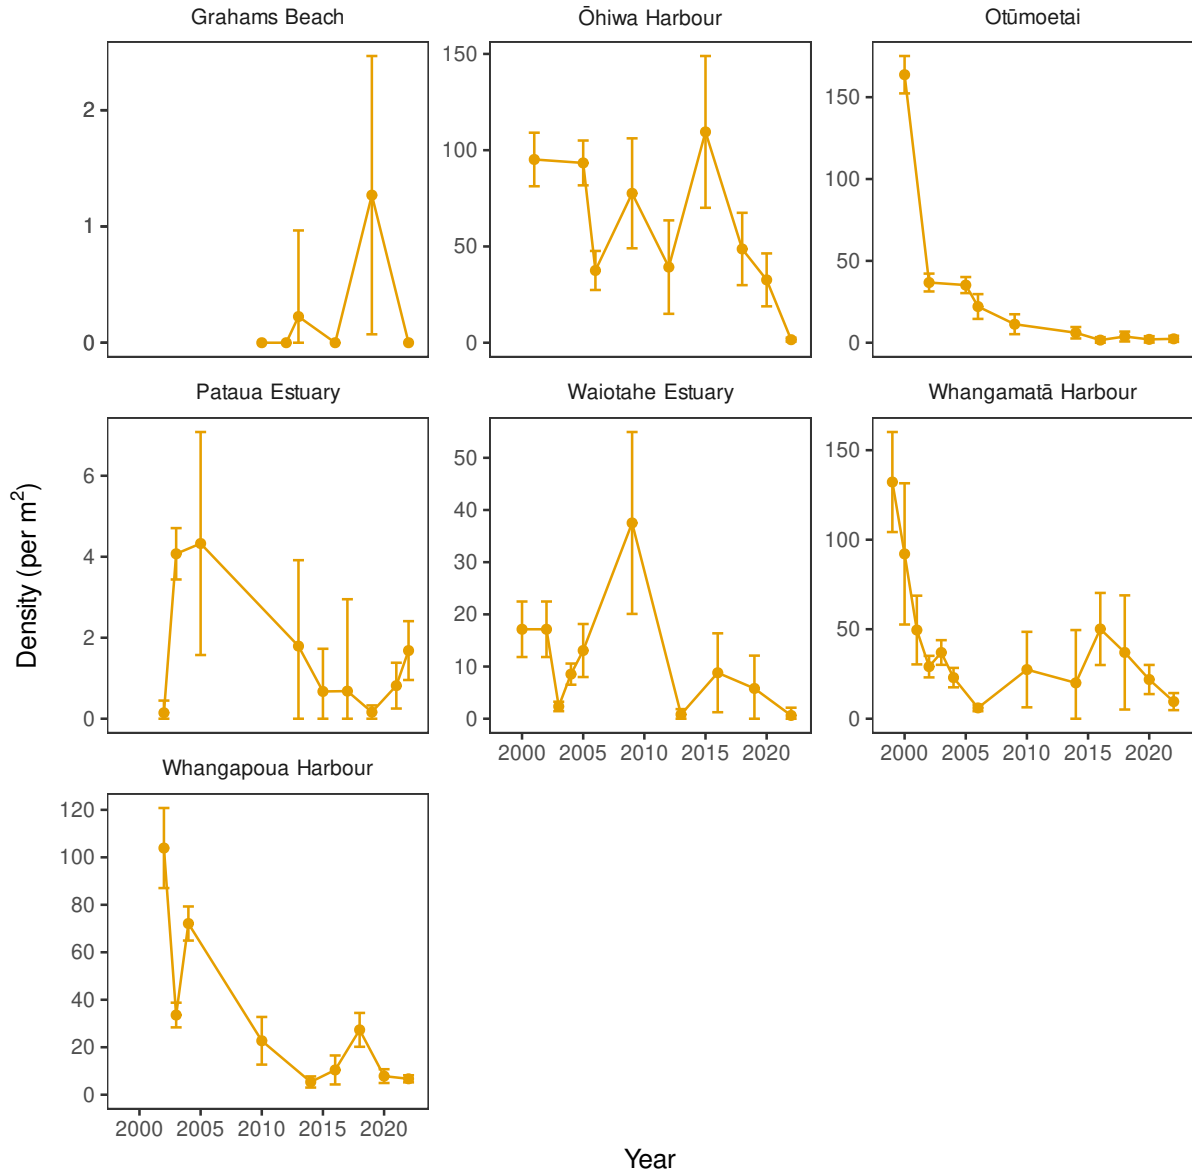 Grahams Beach
Ōhiwa Harbour
Otūmoetai
2
1
0
150
100
50
0
150
100
50
0
Pataua Estuary
Waiotahe Estuary
Whangamatā Harbour
6
4
2
0
50
40
30
20
10
0
150
100
50
0
2000 2005 2010 2015 2020
2000 2005 2010 2015 2020
Whangapoua Harbour
120
100
80
60
40
20
0
2000 2005 2010 2015 2020
Density (per m²)
Year